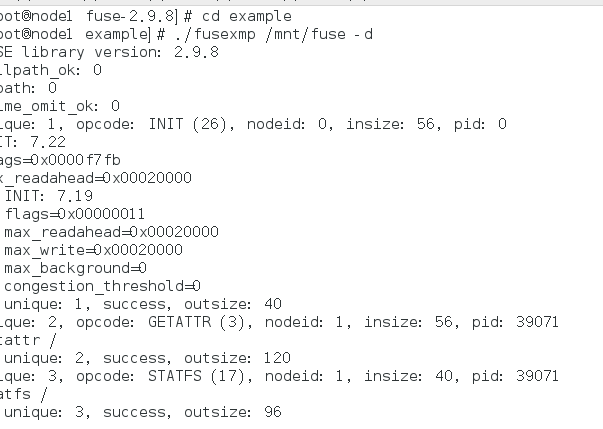 oot@node1 fuse-2.9.8]# cd example
oot@node1 example]# ./fusexmp /mnt/fuse -d
SE library version: 2.9.8
llpath_ok: 0
path: 0
ime_omit_ok: 0
ique: 1, opcode: INIT (26), nodeid: 0, insize: 56, pid: 0
IT: 7.22
ags=0x0000f7fb
x_readahead=0x00020000
INIT: 7.19
flags=0x00000011
max_readahead=0x00020000
max_write=0x00020000
max_background=0
congestion_threshold=0
unique: 1, success, outsize: 40
ique: 2, opcode: GETATTR (3), nodeid: 1, insize: 56, pid: 39071
tattr /
unique: 2, success, outsize: 120
ique: 3, opcode: STATFS (17), nodeid: 1, insize: 40, pid: 39071
atfs /
unique: 3, success, outsize: 96